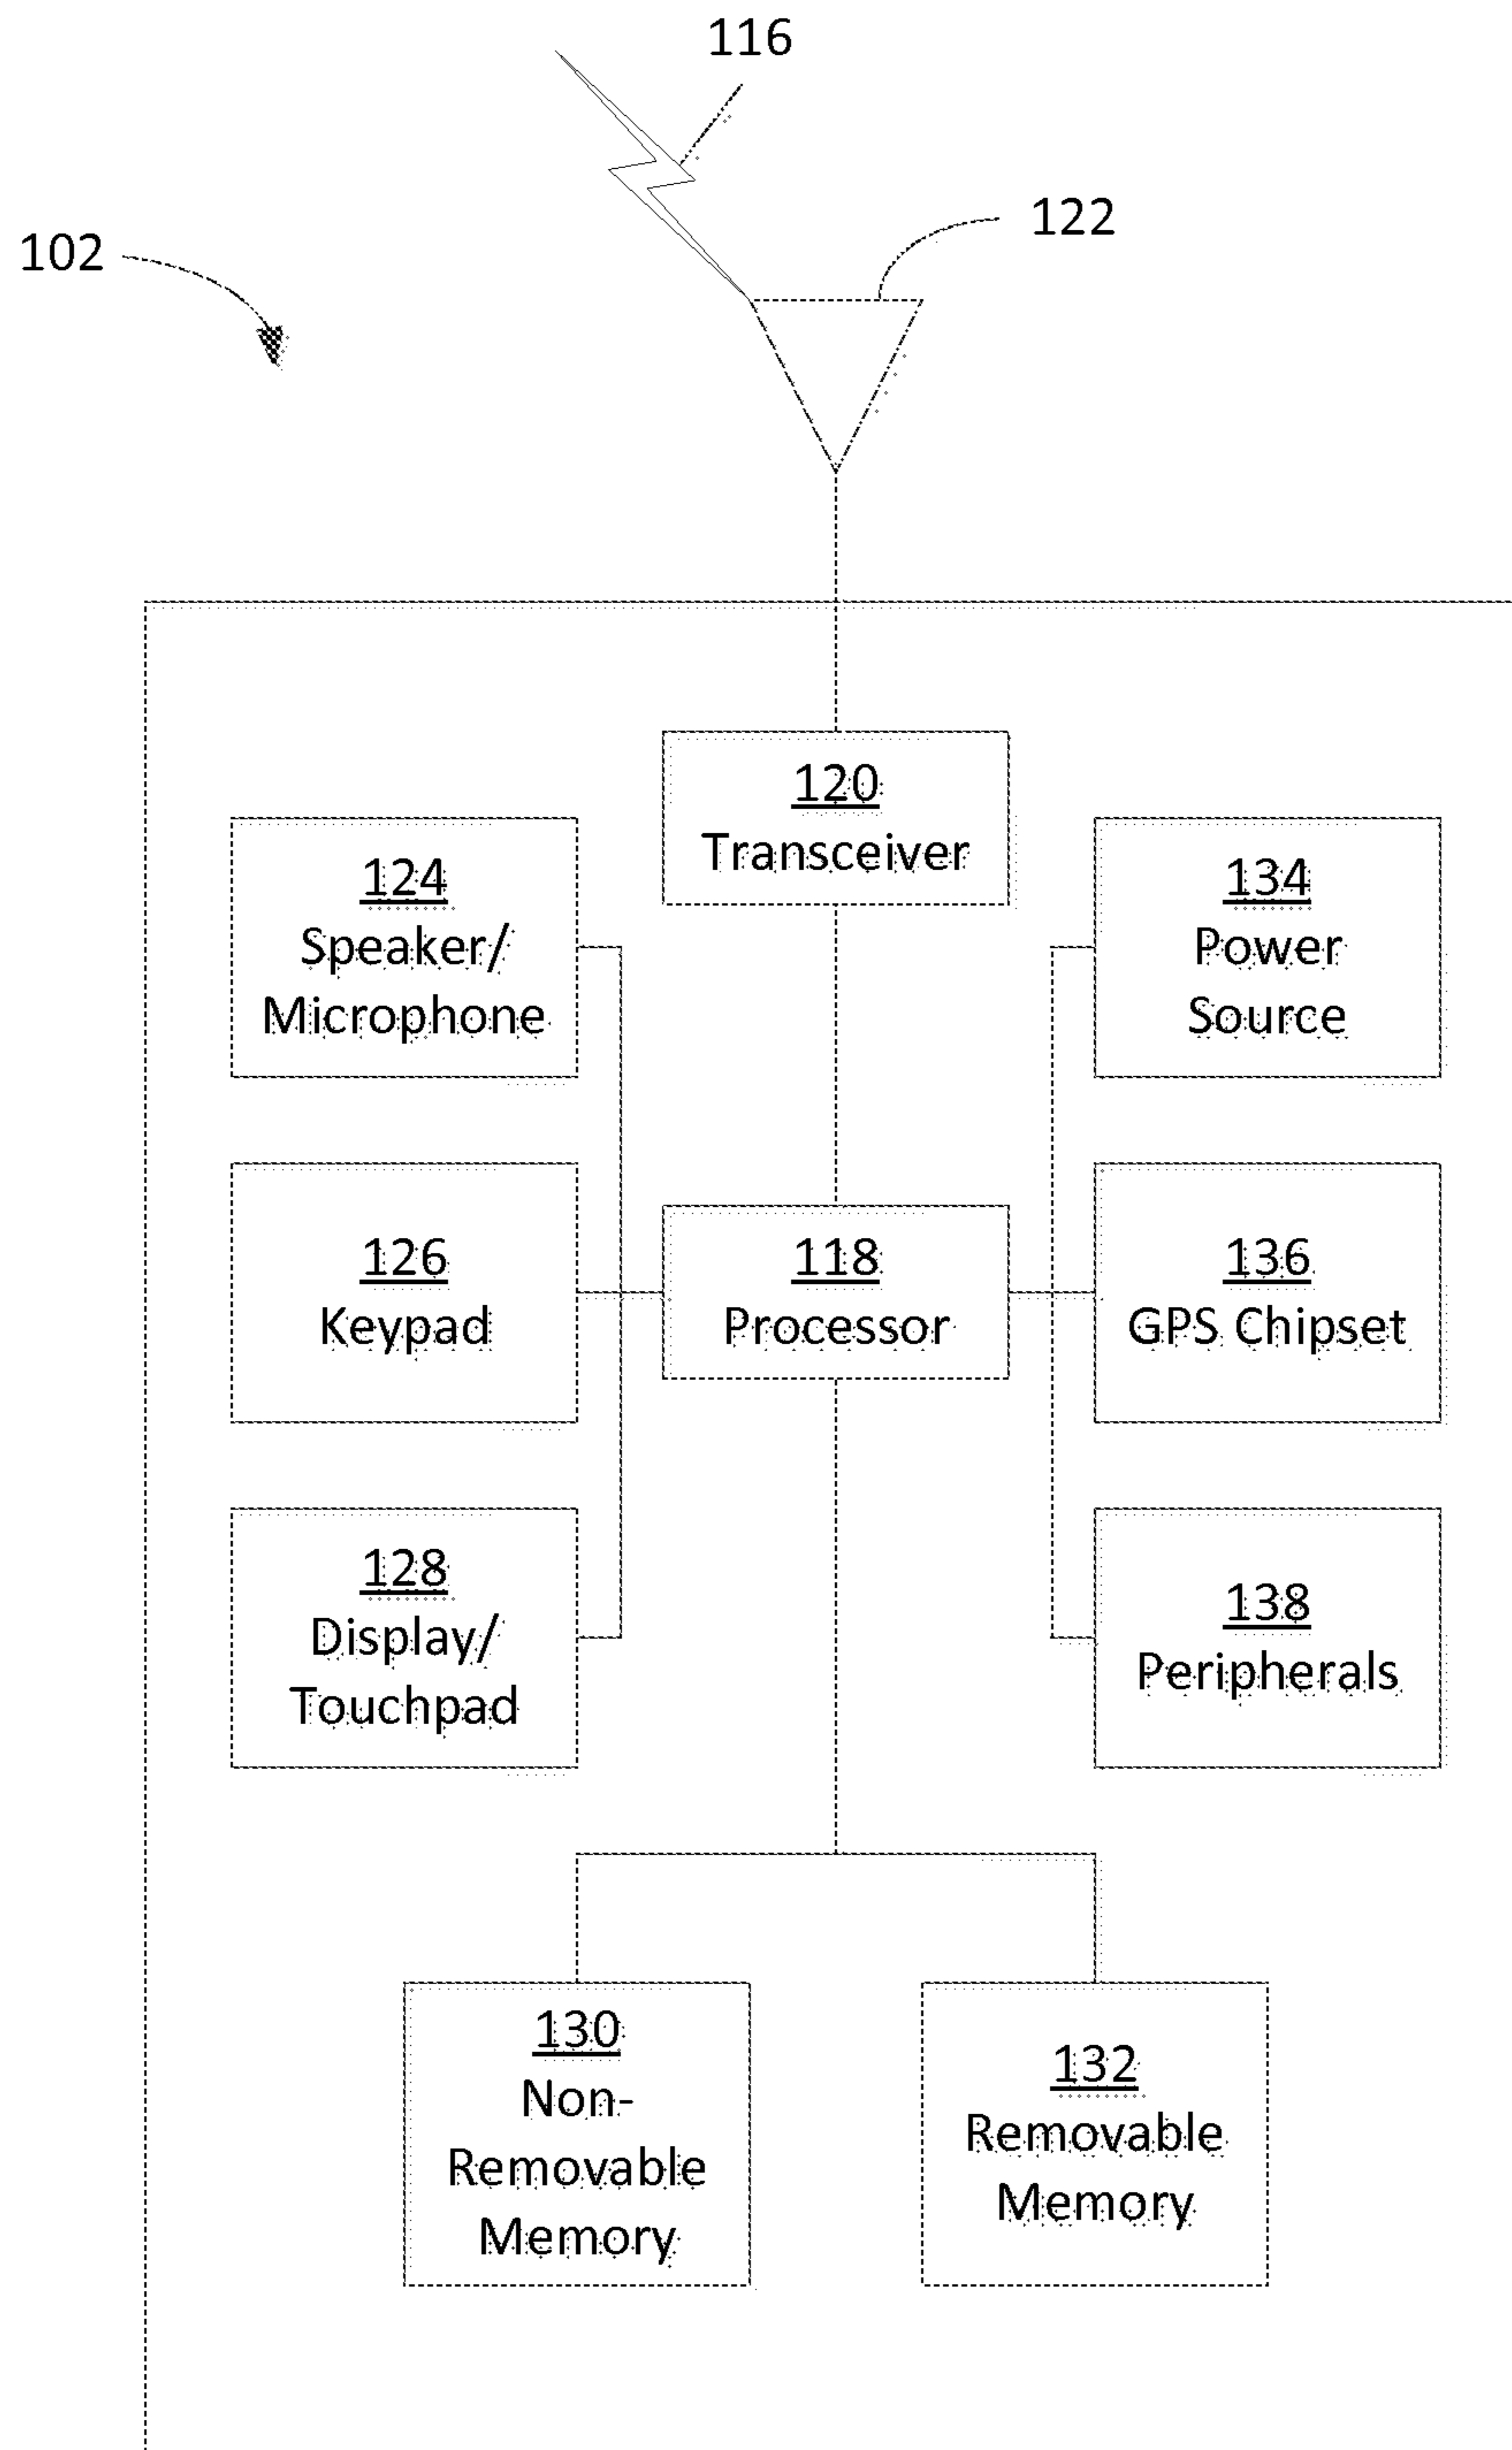 116
122
102
120
Transceiver
124
Speaker/
Microphone
134
Power
Source
126
Keypad
118
Processor
136
GPS Chipset
128
Display/
Touchpad
138
Peripherals
130
Non-
Removable
Memory
132
Removable
Memory